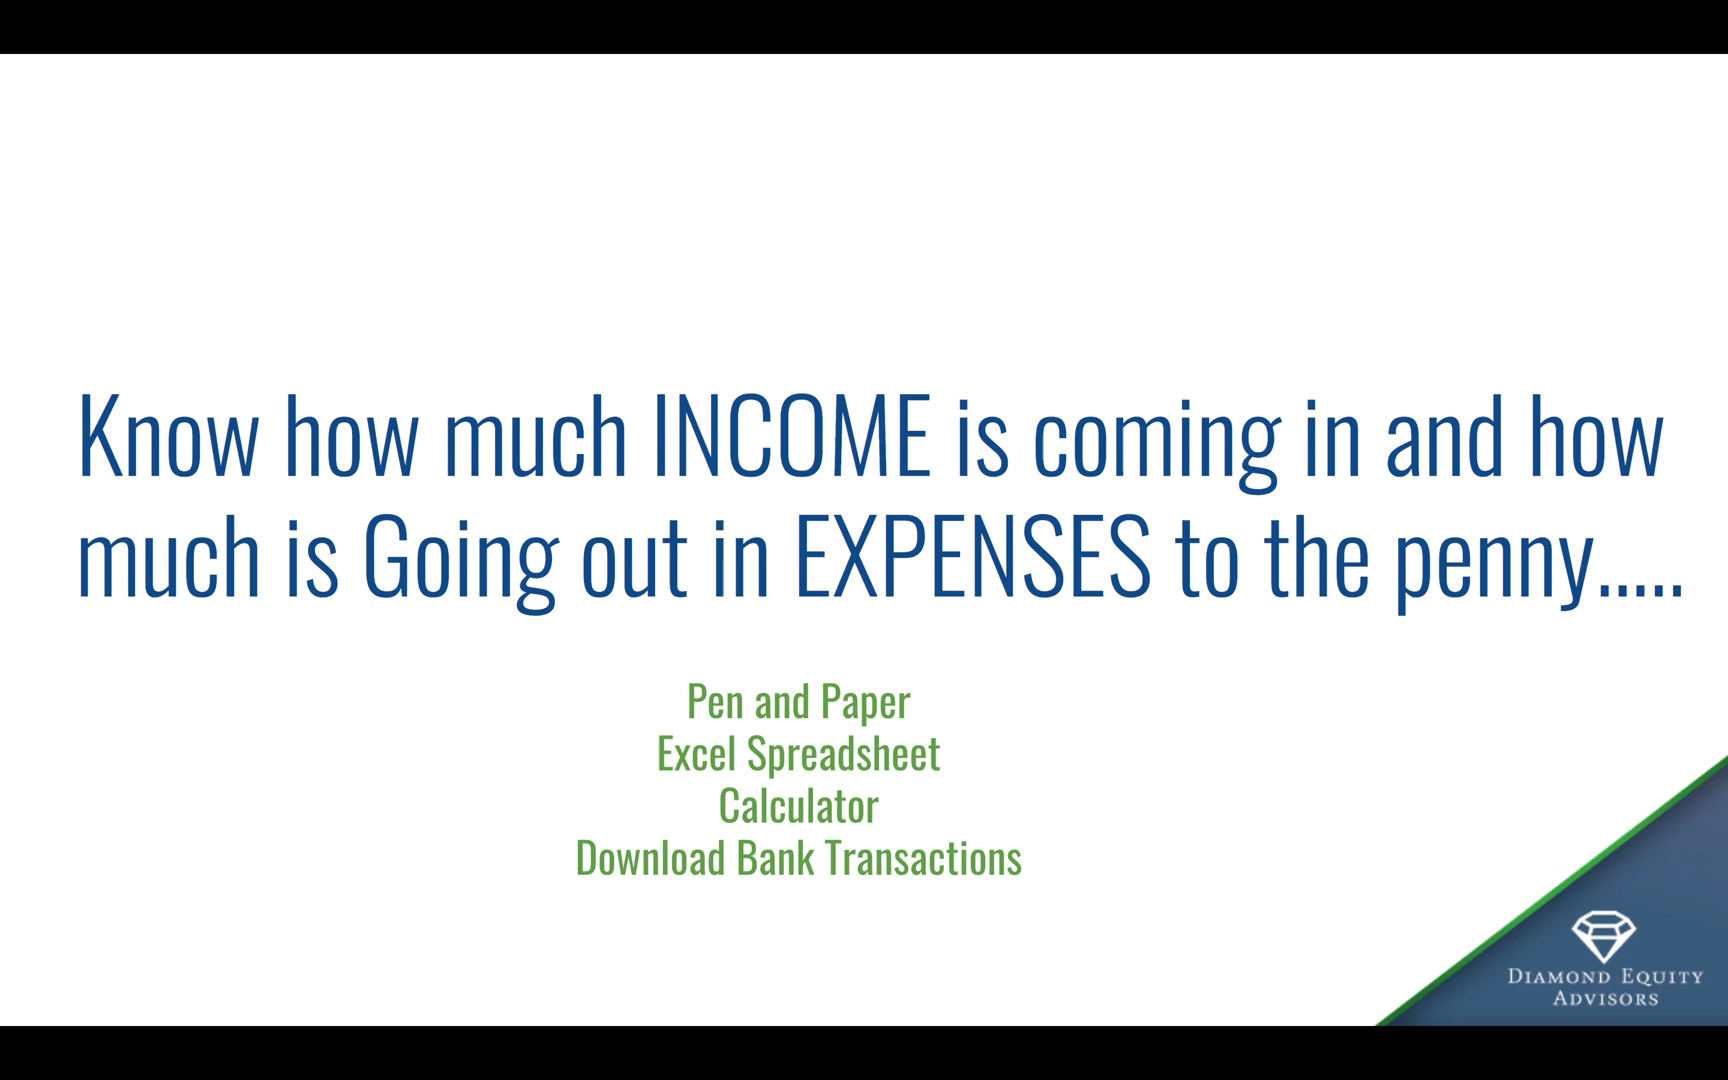 Know how much INCOME is coming in and how
much is Going out in EXPENSES to the penny.....
Pen and Paper
Excel Spreadsheet
Calculator
Download Bank Transactions
DIAMOND EQUITY
ADVISORS